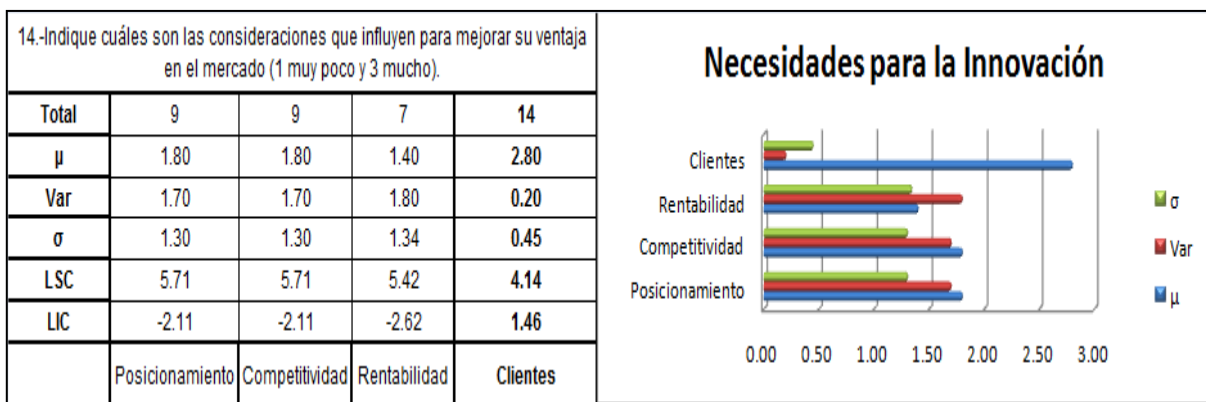 14.-Indique cuáles son las consideraciones que influyen para mejorar su ventaja
en el mercado (1 muy poco y 3 mucho).
Total 9 9 7 14
μ 1.80 1.80 1.40 2.80
Var 1.70 1.70 1.80 0.20
σ 1.30 1.30 1.34 0.45
LSC 5.71 5.71 5.42 4.14
LIC -2.11 -2.11 -2.62 1.46
Posicionamiento Competitividad Rentabilidad Clientes
Necesidades para la Innovación
Clientes
Rentabilidad
Competitividad
Posicionamiento
0.00 0.50 1.00 1.50 2.00 2.50 3.00
σ
Var
μ